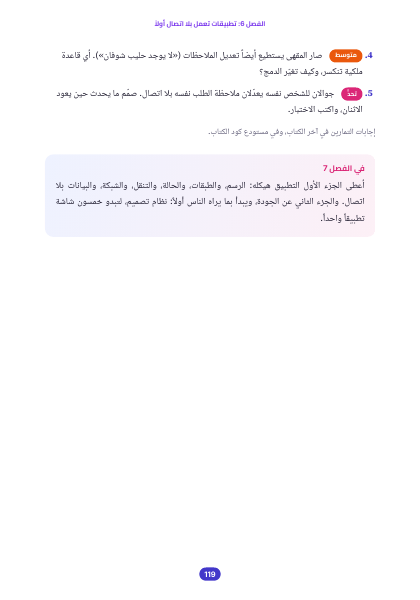 الفصل 6: تطبيقات تعمل بلا اتصال أولاً
4. متوسط صار المقهى يستطيع أيضاً تعديل الملاحظات («لا يوجد حليب شوفان»). أي قاعدة
ملكية تنكسر، وكيف تغيّر الدمج؟
5. تحدٍّ جوالان للشخص نفسه يعدّلان ملاحظة الطلب نفسه بلا اتصال. صمّم ما يحدث حين يعود
الاثنان، واكتب الاختبار.
إجابات التمارين في آخر الكتاب، وفي مستودع كود الكتاب.
في الفصل 7
أعطى الجزء الأول التطبيق هيكله: الرسم، والطبقات، والحالة، والتنقل، والشبكة، والبيانات بلا
اتصال. والجزء الثاني عن الجودة، ويبدأ بما يراه الناس أولاً: نظام تصميم، لتبدو خمسون شاشة
تطبيقاً واحداً.
119